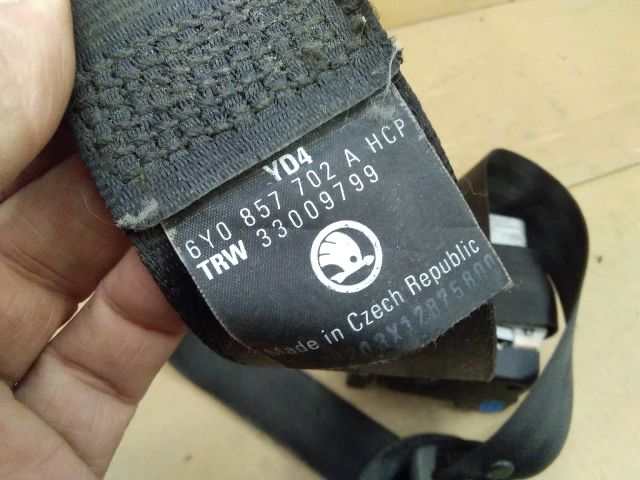 YD4
6Y0 857 702 A HCP
TRW 33009799
Made in Czech Republic